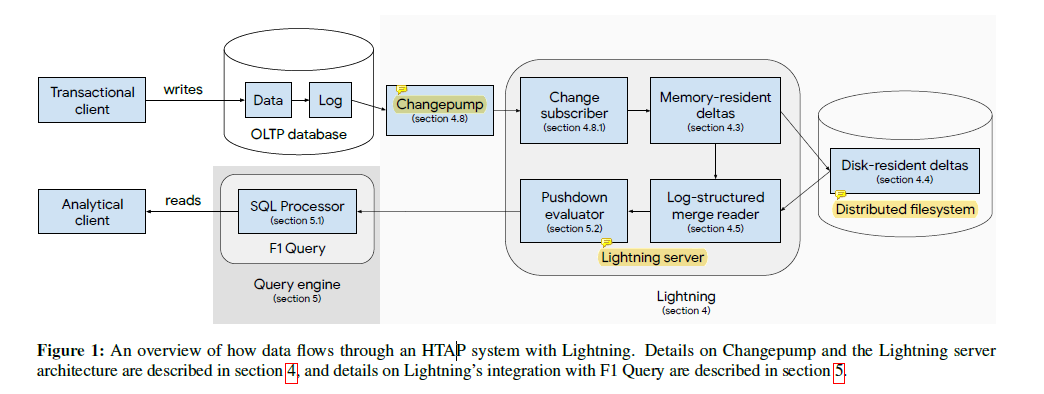 Transactional
client
writes
Data
Log
OLTP database
Changepump
(section 4.8)
Change
subscriber
(section 4.8.1)
Memory-resident
deltas
(section 4.3)
Disk-resident deltas
(section 4.4)
Distributed filesystem
Analytical
client
reads
SQL Processor
(section 5.1)
F1 Query
Query engine
(section 5)
Pushdown
evaluator
(section 5.2)
Log-structured
merge reader
(section 4.5)
Lightning server
Lightning
(section 4)
Figure 1: An overview of how data flows through an HTAP system with Lightning. Details on Changepump and the Lightning server
architecture are described in section 4, and details on Lightning's integration with F1 Query are described in section 5.